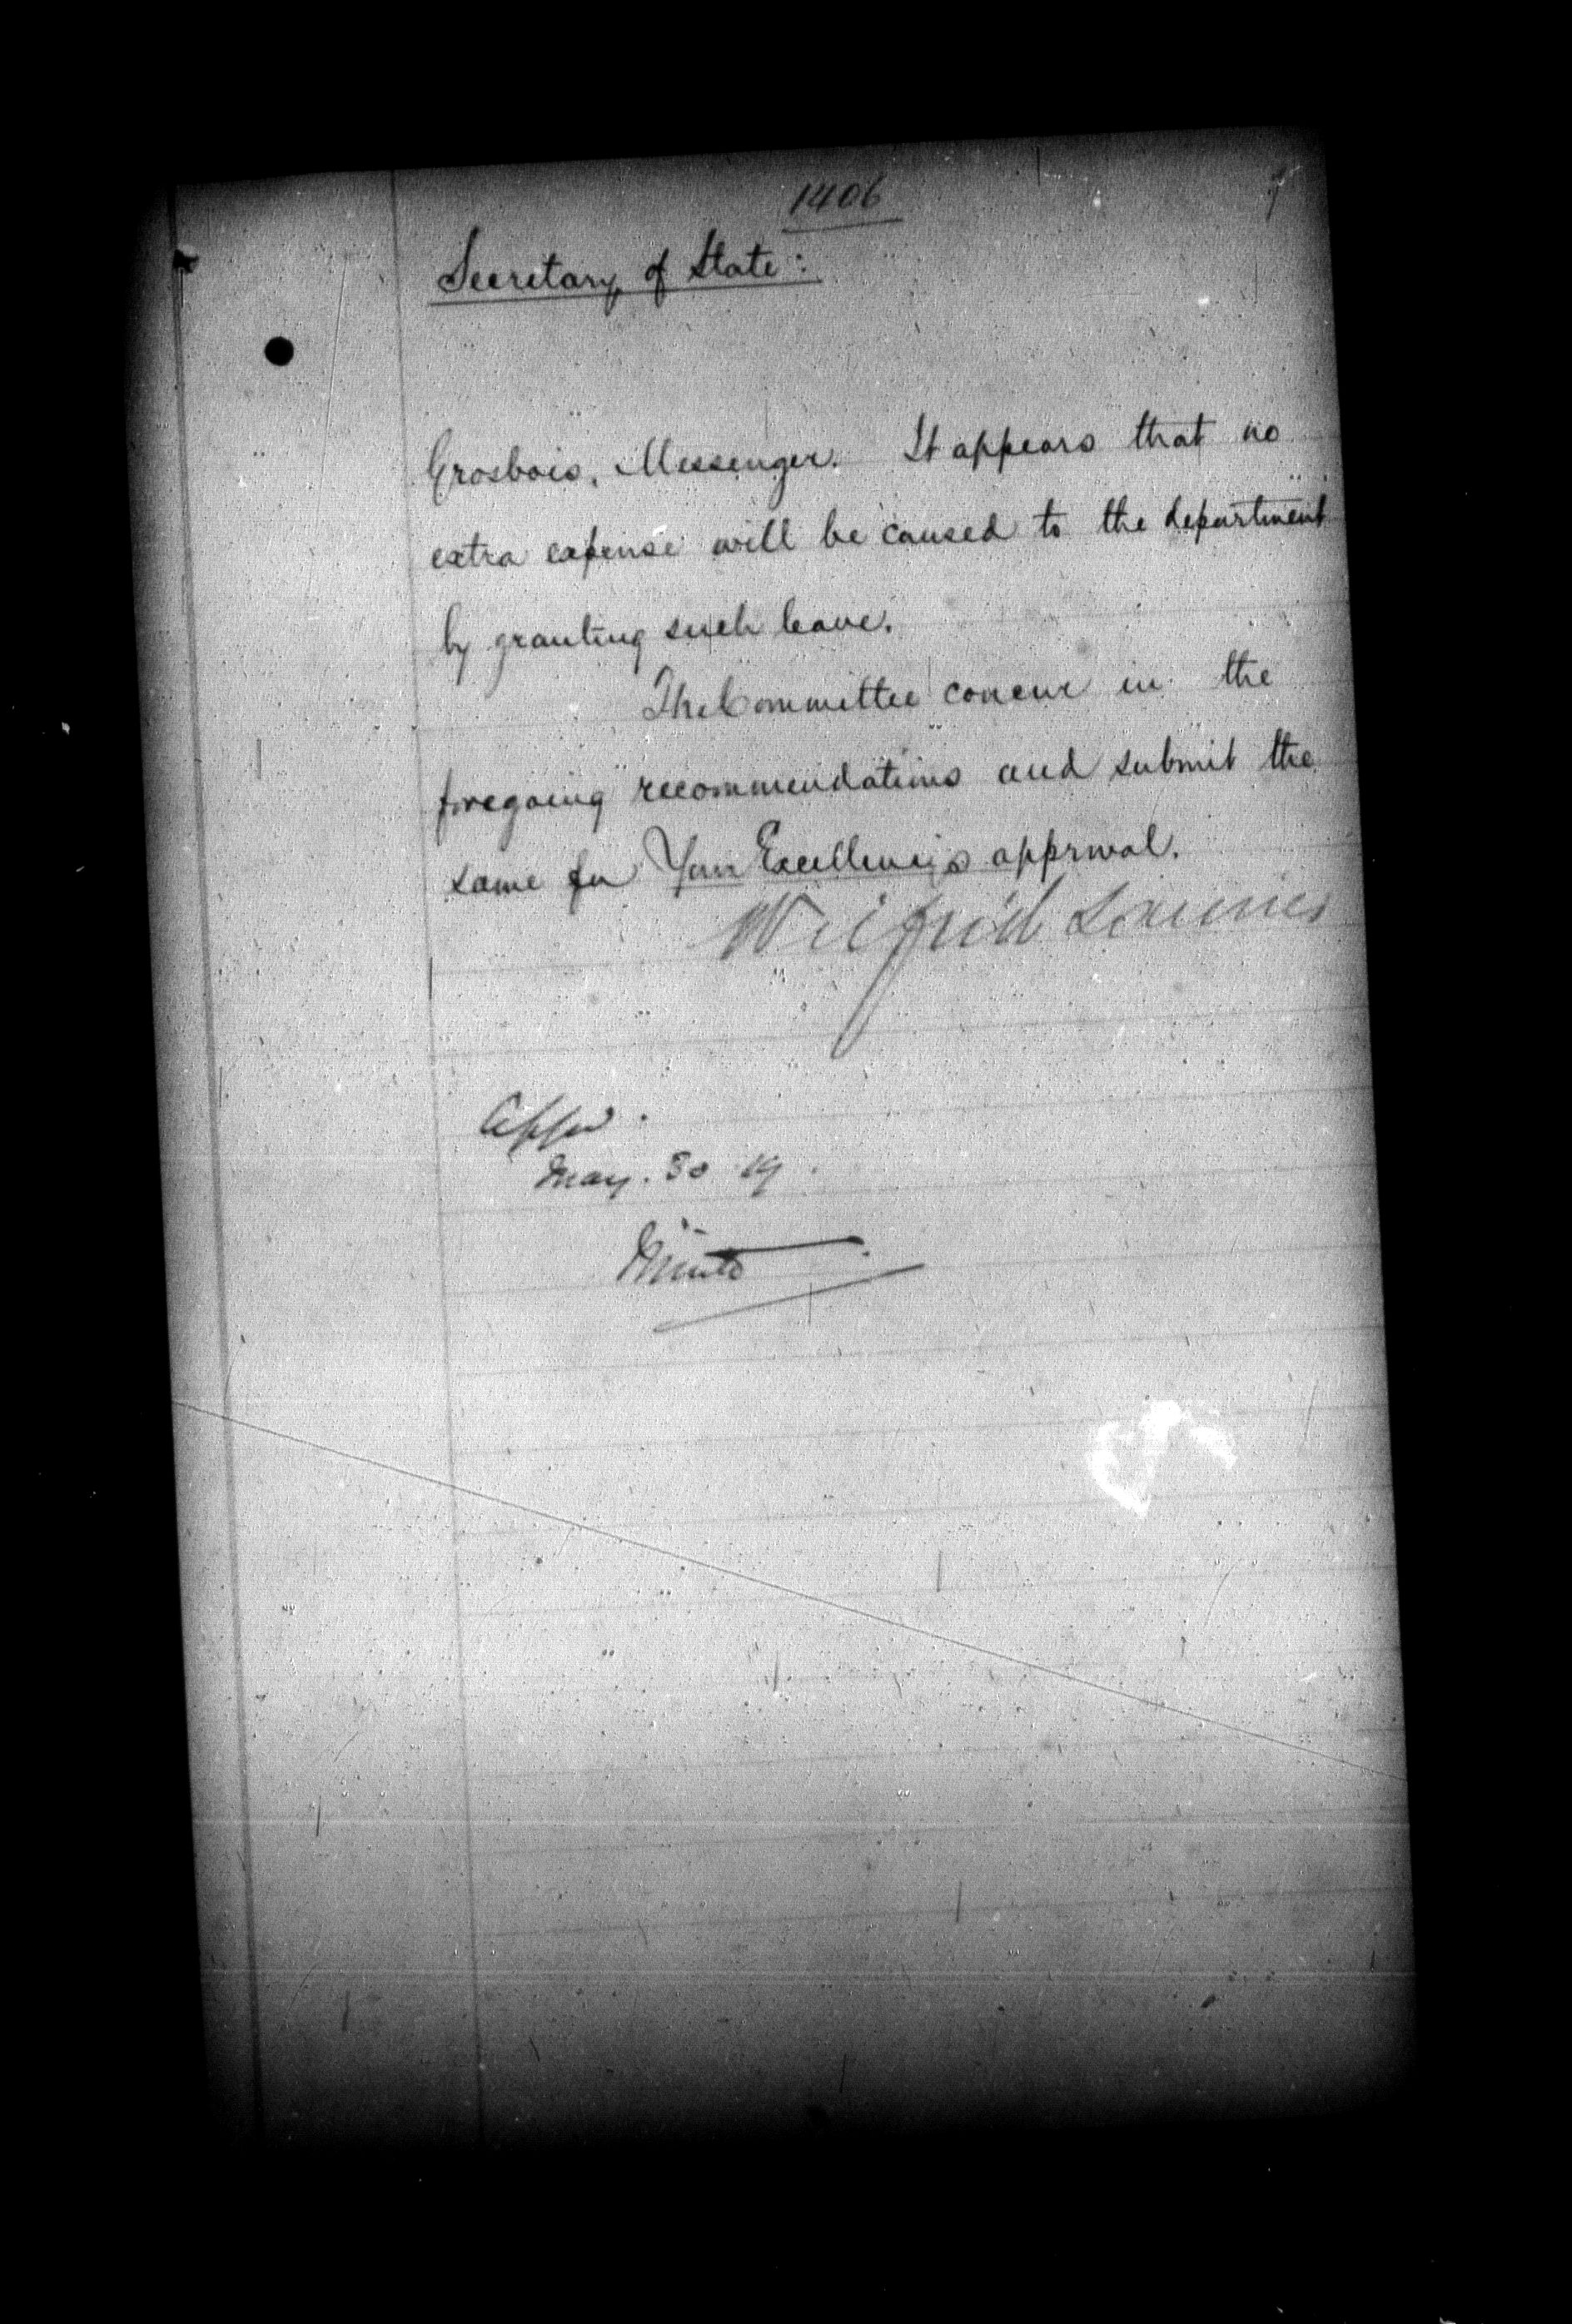 1406
Secretary of State:
Grosbois, Messenger. It appears that no
extra expense will be caused to the department
by granting such leave.
The Committee concur in the
foregoing recommendations and submit the
same for Your Excellency's approval.
Wilfrid Laurier
May. 30
Minto